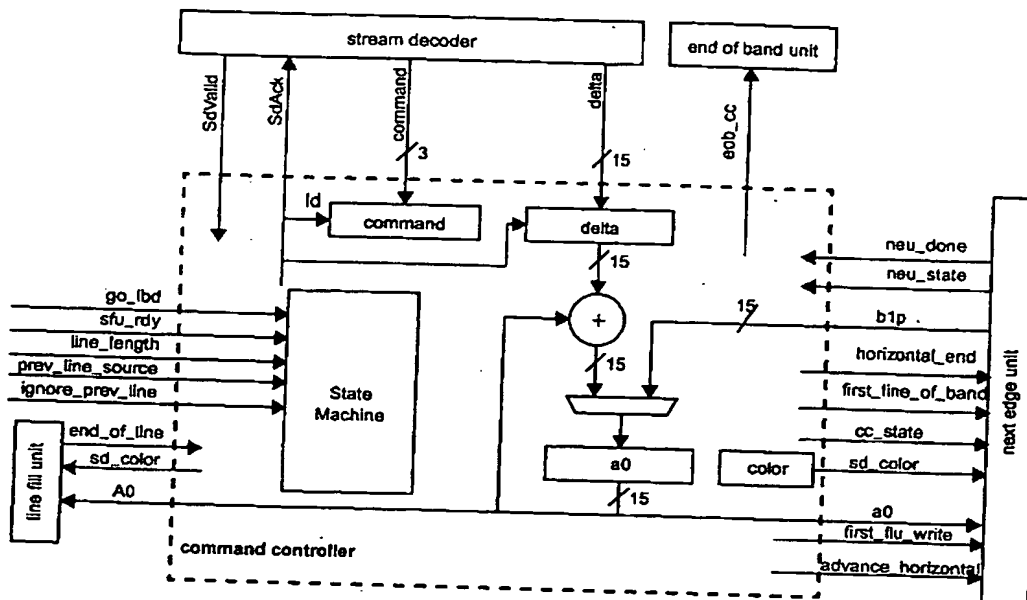 stream decoder
end of band unit
SdValid
SdAck
command
delta
eob_cc
3
15
ld
command
delta
15
neu_done
neu_state
go_lbd
sfu_rdy
line_length
prev_line_source
ignore_prev_line
State
Machine
+
15
b1p
15
horizontal_end
first_line_of_band
cc_state
next edge unit
line fill unit
end_of_line
sd_color
A0
a0
color
sd_color
15
a0
first_flu_write
command controller
advance_horizontal